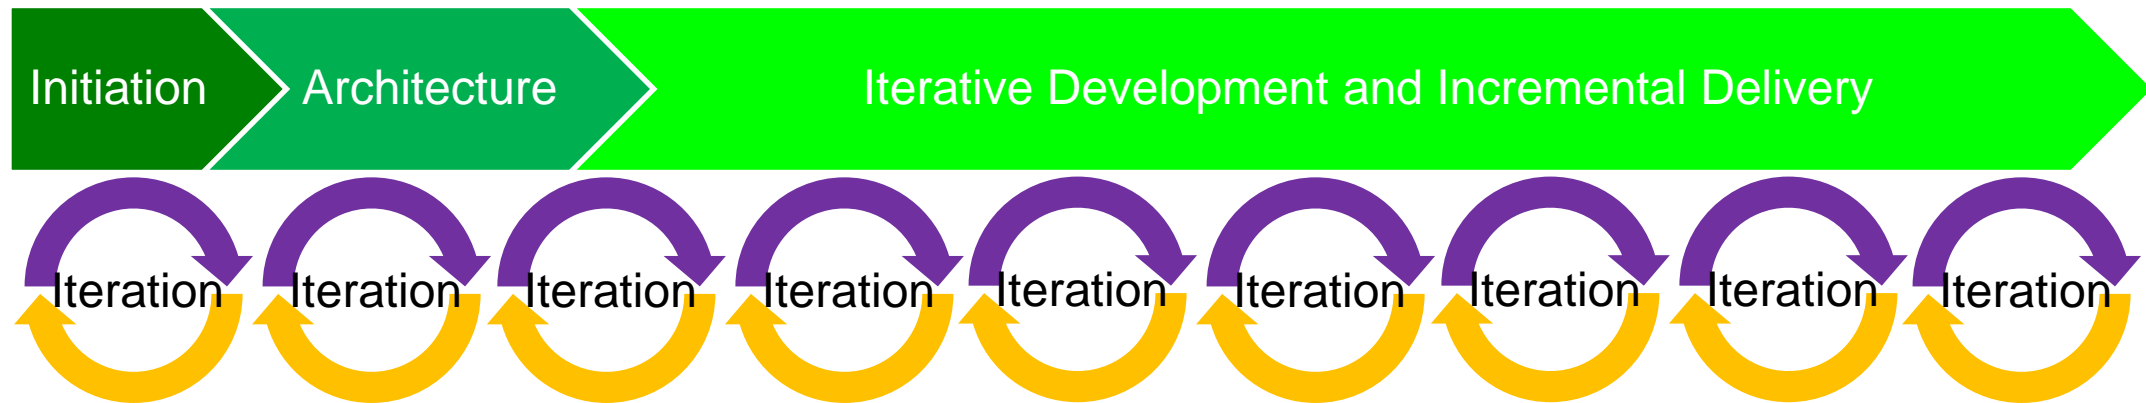 Initiation
Architecture
Iterative Development and Incremental Delivery
Iteration
Iteration
Iteration
Iteration
Iteration
Iteration
Iteration
Iteration
Iteration